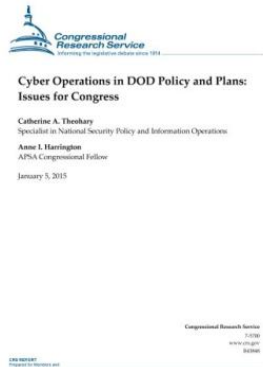 Congressional
Research Service
Informing the legislative debate since 1914
Cyber Operations in DOD Policy and Plans:
Issues for Congress
Catherine A. Theohary
Specialist in National Security Policy and Information Operations
Anne I. Harrington
APSA Congressional Fellow
January 5, 2015
Congressional Research Service
7-5700
www.crs.gov
R43848
CRS REPORT
Prepared for Members and